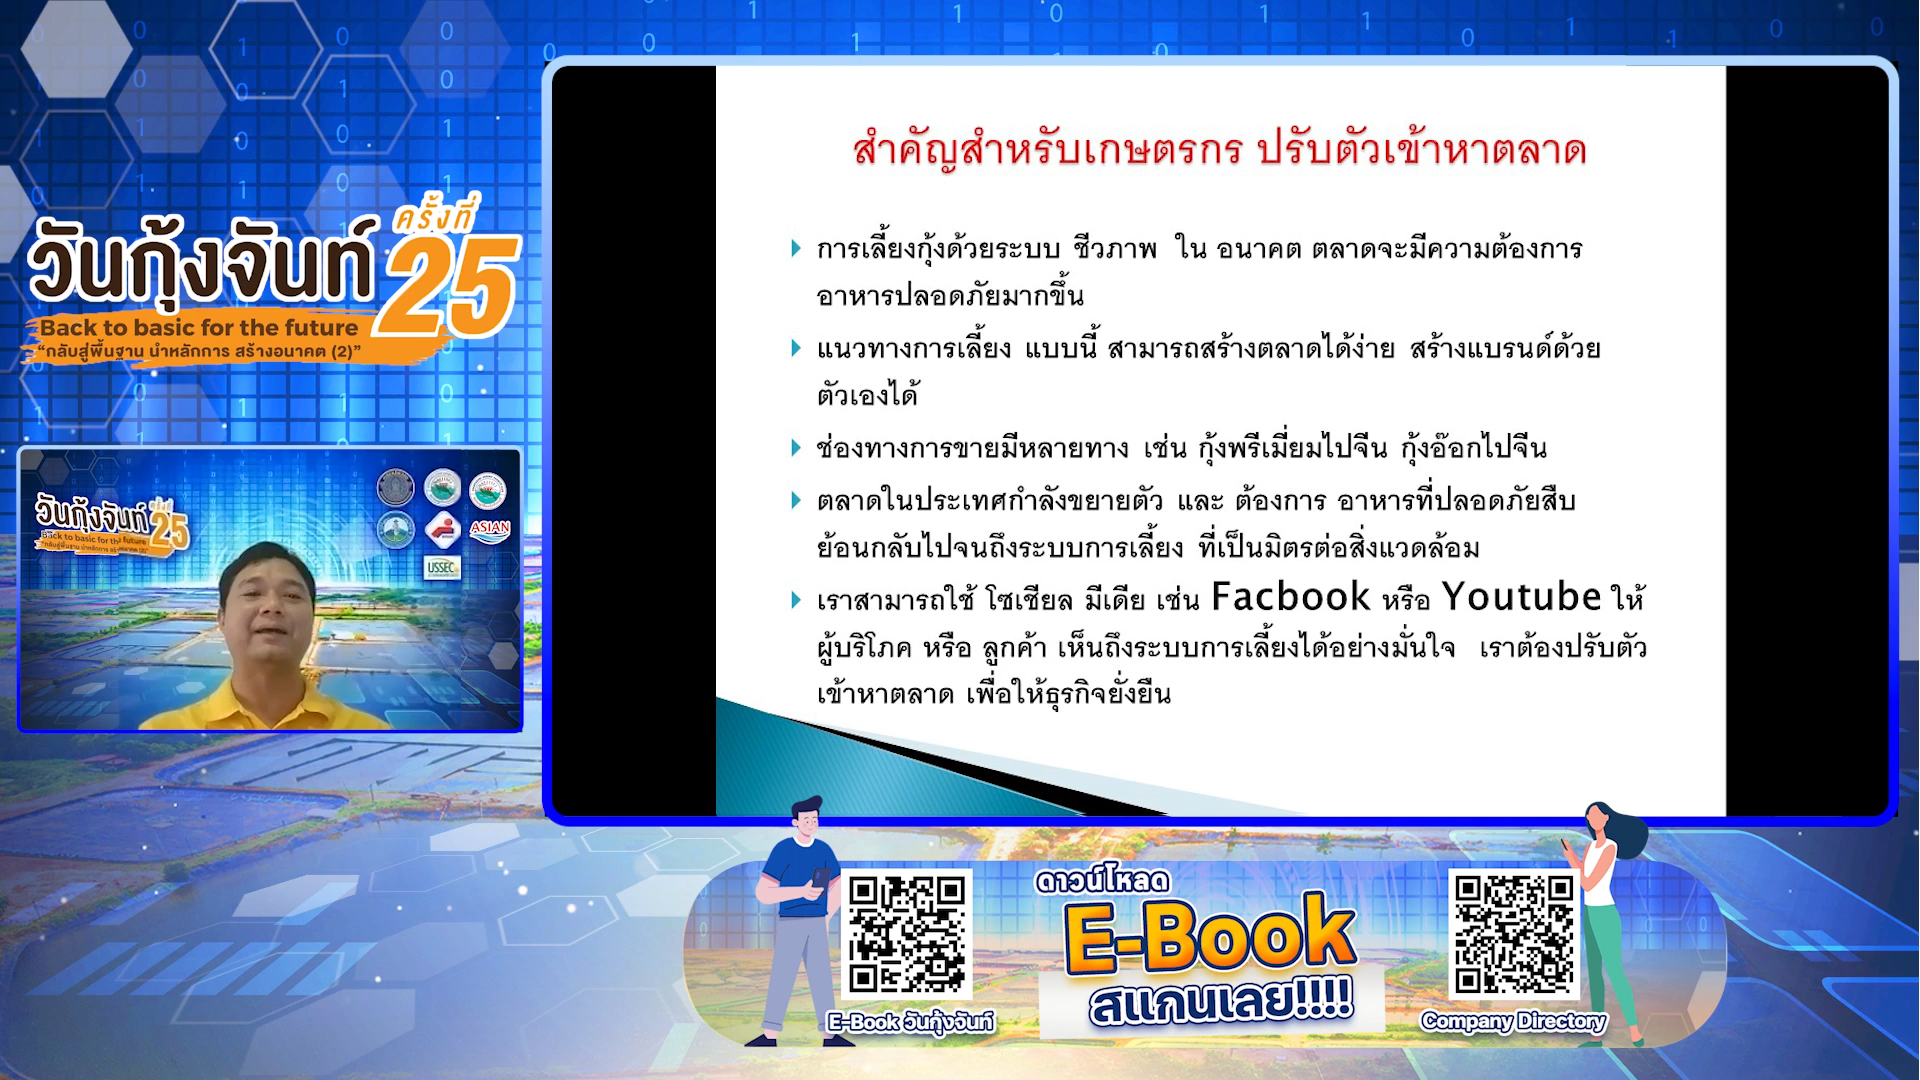 วันกุ้งจันท์
ครั้งที่
25
Back to basic for the future
“กลับสู่พื้นฐาน นำหลักการ สร้างอนาคต (2)”
สำคัญสำหรับเกษตรกร ปรับตัวเข้าหาตลาด
การเลี้ยงกุ้งด้วยระบบ ชีวภาพ ใน อนาคต ตลาดจะมีความต้องการ
อาหารปลอดภัยมากขึ้น
แนวทางการเลี้ยง แบบนี้ สามารถสร้างตลาดได้ง่าย สร้างแบรนด์ด้วย
ตัวเองได้
ช่องทางการขายมีหลายทาง เช่น กุ้งพรีเมี่ยมไปจีน กุ้งอ๊อกไปจีน
ตลาดในประเทศกำลังขยายตัว และ ต้องการ อาหารที่ปลอดภัยสืบ
ย้อนกลับไปจนถึงระบบการเลี้ยง ที่เป็นมิตรต่อสิ่งแวดล้อม
เราสามารถใช้ โซเชียล มีเดีย เช่น Facbook หรือ Youtube ให้
ผู้บริโภค หรือ ลูกค้า เห็นถึงระบบการเลี้ยงได้อย่างมั่นใจ เราต้องปรับตัว
เข้าหาตลาด เพื่อให้ธุรกิจยั่งยืน
วันกุ้งจันท์
25
Back to basic for the future
ASIAN
USSEC
ดาวน์โหลด
E-Book
สแกนเลย!!!!
E-Book วันกุ้งจันท์
Company Directory